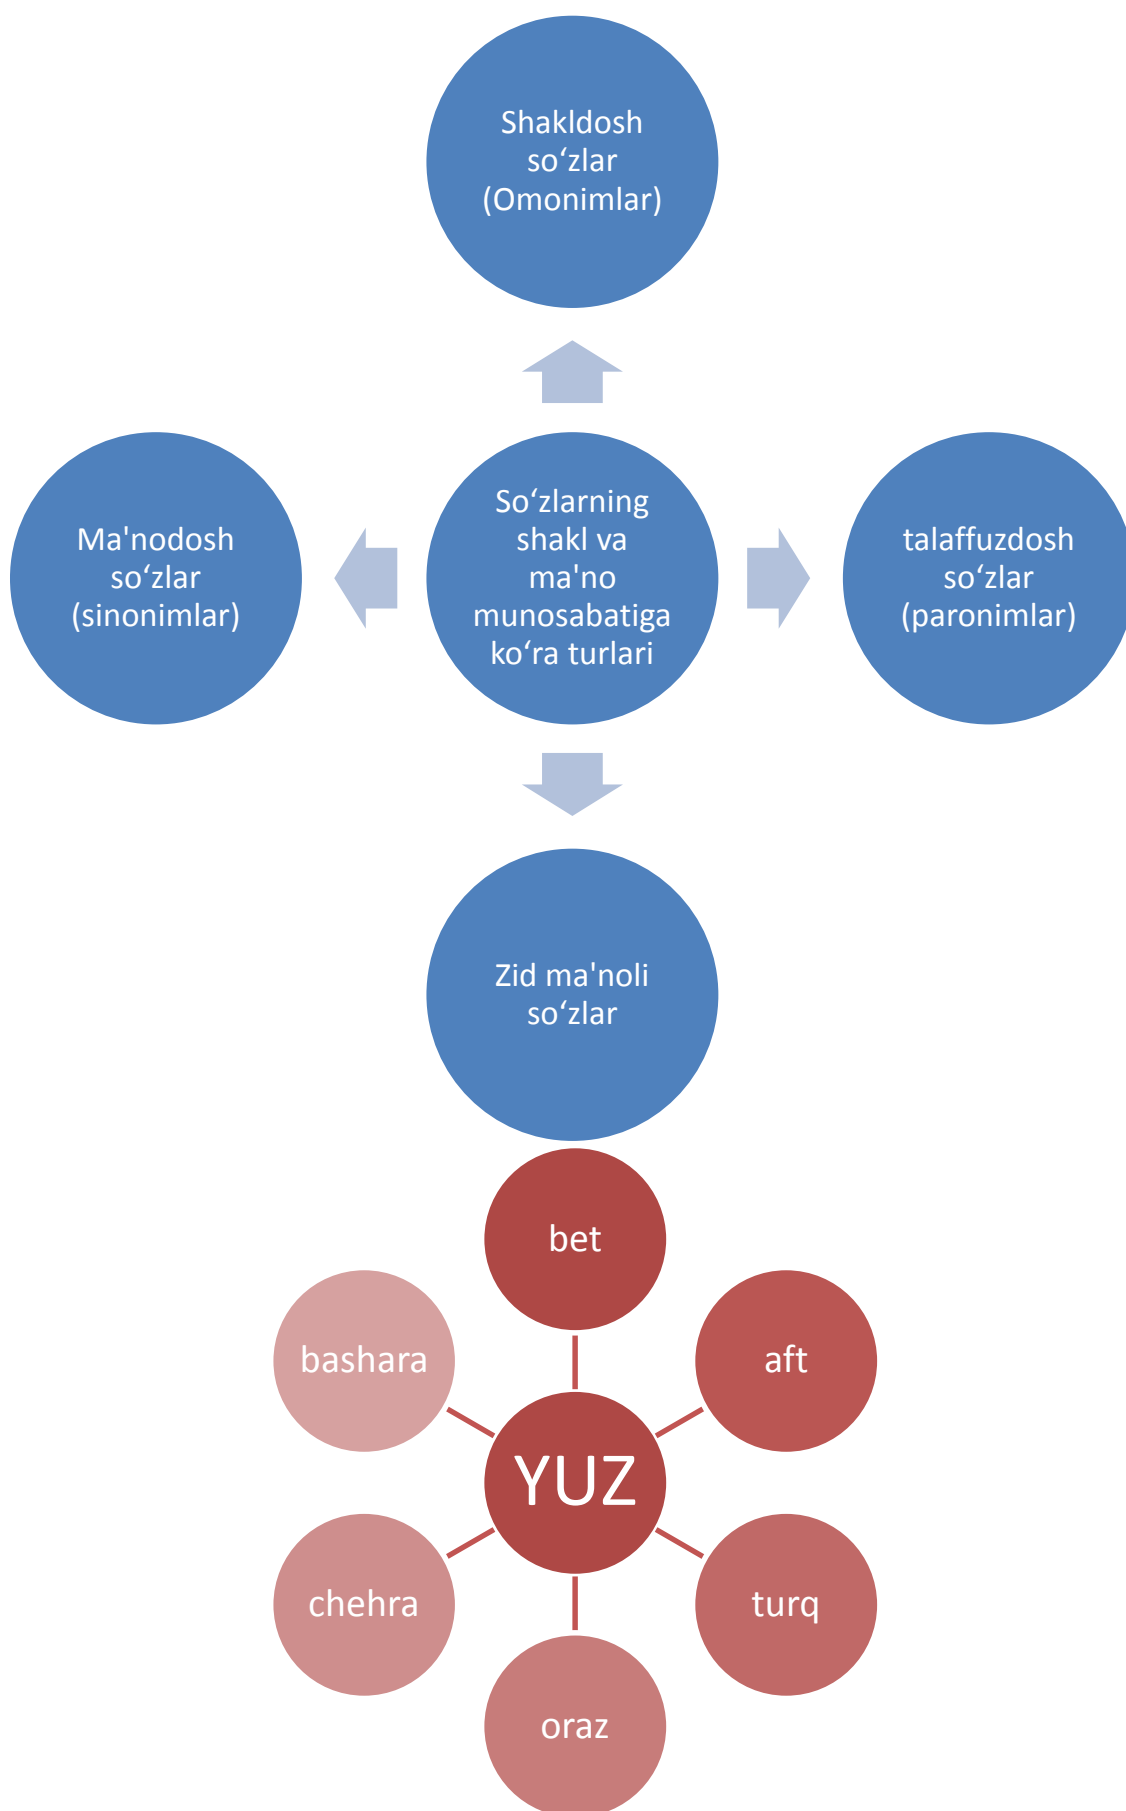 Shakldosh
so‘zlar
(Omonimlar)
Ma'nodosh
so‘zlar
(sinonimlar)
So‘zlarning
shakl va
ma'no
munosabatiga
ko‘ra turlari
talaffuzdosh
so‘zlar
(paronimlar)
Zid ma'noli
so‘zlar
bet
bashara
aft
YUZ
chehra
turq
oraz